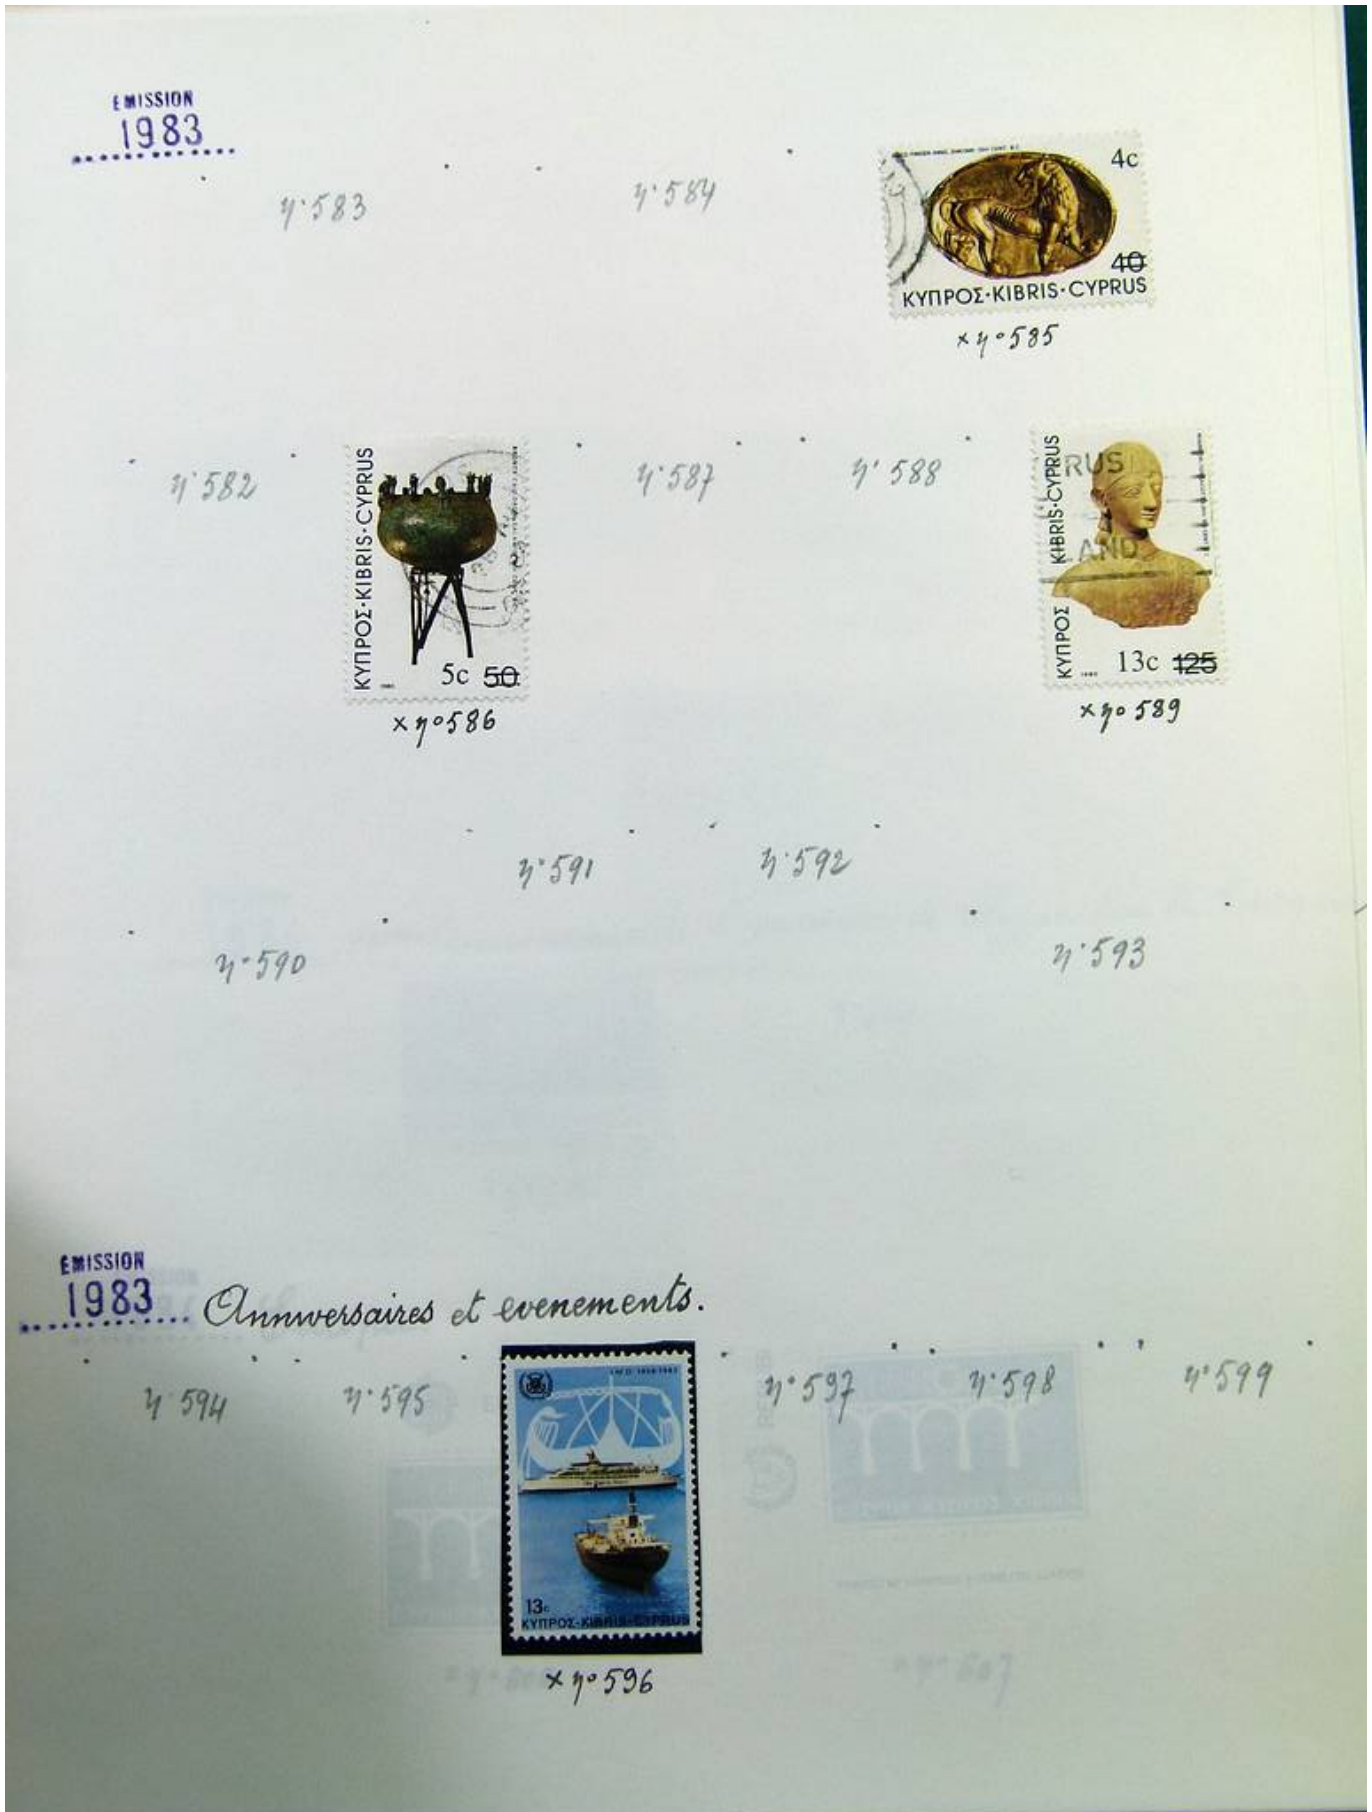 EMISSION
1983
n°583
n°584
4c
40
ΚΥΠΡΟΣ·KIBRIS·CYPRUS
x n°585
n°582
ΚΥΠΡΟΣ·KIBRIS·CYPRUS
5c 50
x n°586
n°587
n°588
ΚΥΠΡΟΣ KIBRIS·CYPRUS
RUS
LAND
13c 125
x n°589
n°591
n°592
n°590
n°593
EMISSION
1983
Anniversaires et evenements.
n°594
n°595
13c
ΚΥΠΡΟΣ-KIBRIS-CYPRUS
x n°596
n°597
n°598
n°599